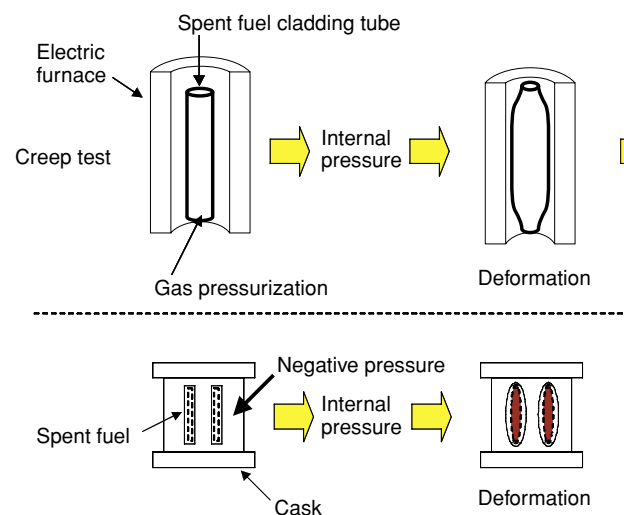 Spent fuel cladding tube
Electric
furnace
Creep test
Internal
pressure
Gas pressurization
Deformation
Negative pressure
Internal
pressure
Spent fuel
Cask
Deformation